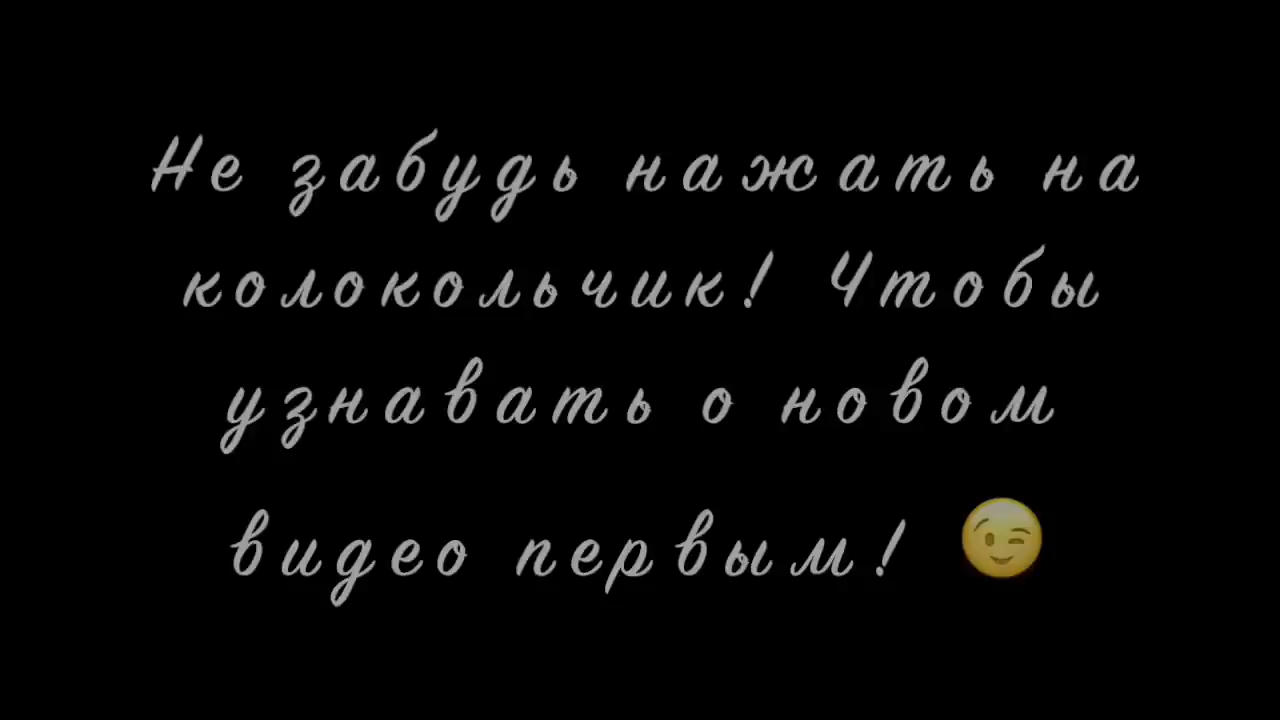 Не забудь нажать на
колокольчик! Чтобы
узнавать о новом
видео первым! 😉